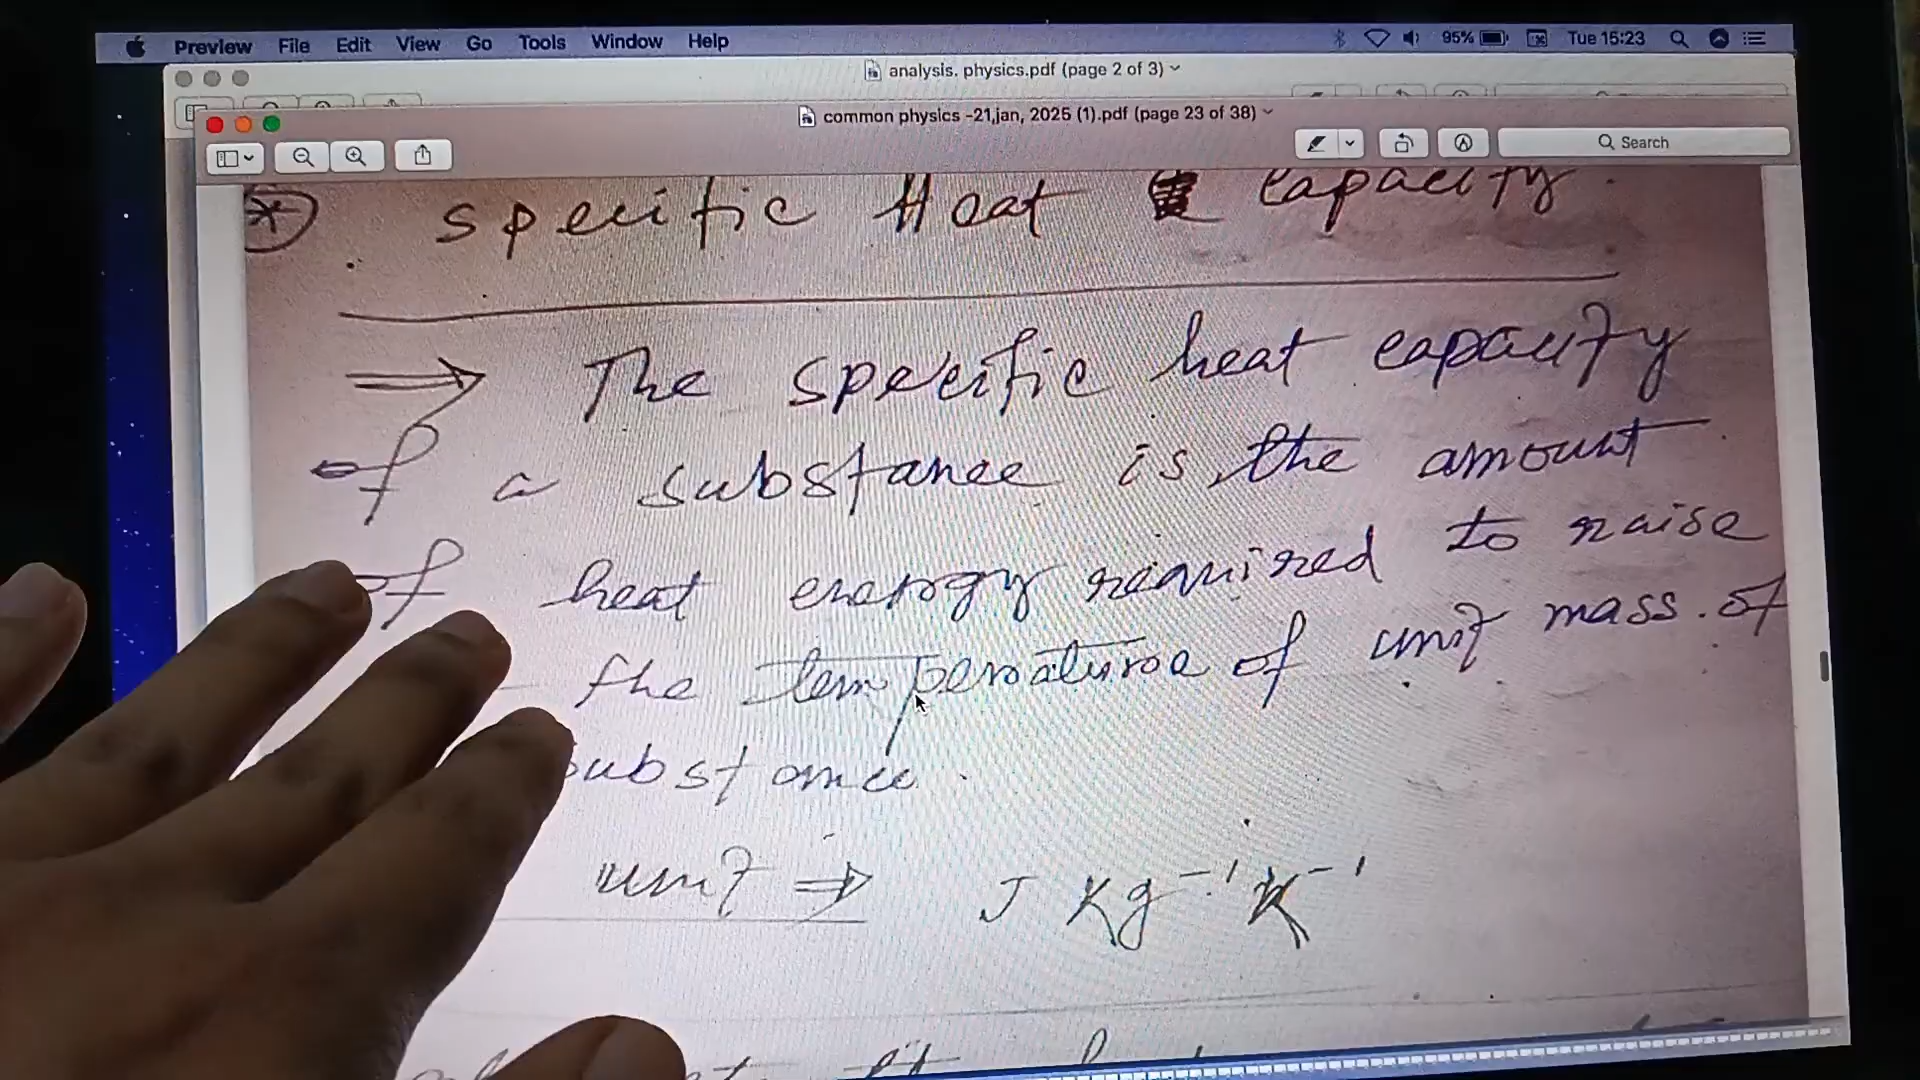 Preview File Edit View Go Tools Window Help 95% Tue 15:23
analysis. physics.pdf (page 2 of 3)
common physics -21,jan, 2025 (1).pdf (page 23 of 38)
Search
* Specific Heat Capacity
⇒ The specific heat capacity
of a substance is the amount
of heat energy required to raise
the temperature of unit mass of
substance.
unit ⇒ J Kg⁻¹ K⁻¹